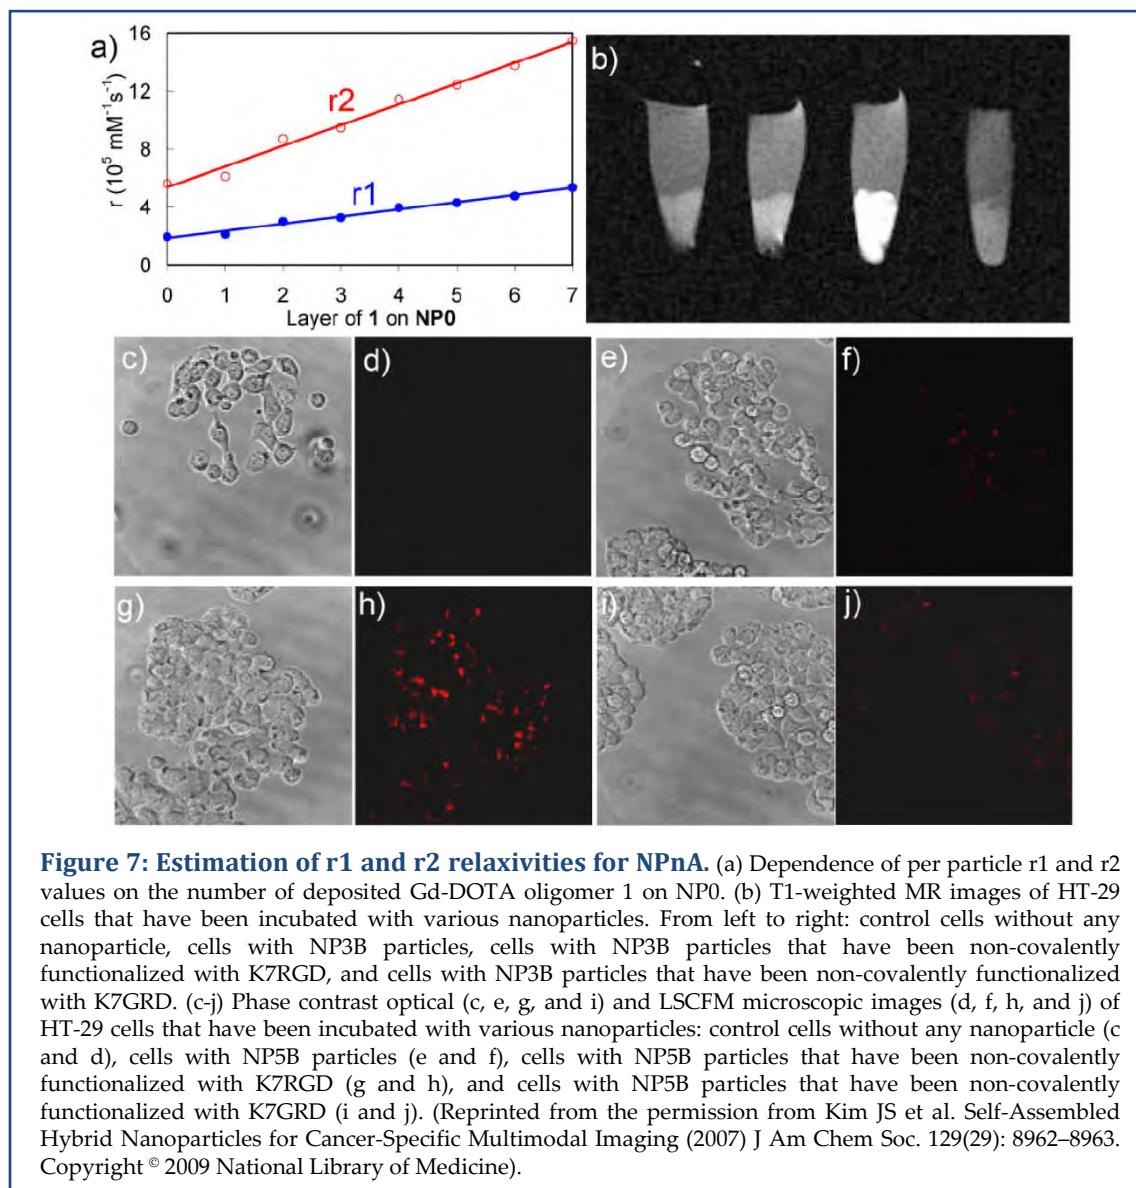 a)
16
12
8
4
0
r (10⁵ mM⁻¹s⁻¹)
r2
r1
0 1 2 3 4 5 6 7
Layer of 1 on NP0
b)
c) d) e) f)
g) h) i) j)
Figure 7: Estimation of r1 and r2 relaxivities for NPnA. (a) Dependence of per particle r1 and r2
values on the number of deposited Gd-DOTA oligomer 1 on NP0. (b) T1-weighted MR images of HT-29
cells that have been incubated with various nanoparticles. From left to right: control cells without any
nanoparticle, cells with NP3B particles, cells with NP3B particles that have been non-covalently
functionalized with K7RGD, and cells with NP3B particles that have been non-covalently functionalized
with K7GRD. (c-j) Phase contrast optical (c, e, g, and i) and LSCFM microscopic images (d, f, h, and j) of
HT-29 cells that have been incubated with various nanoparticles: control cells without any nanoparticle (c
and d), cells with NP5B particles (e and f), cells with NP5B particles that have been non-covalently
functionalized with K7RGD (g and h), and cells with NP5B particles that have been non-covalently
functionalized with K7GRD (i and j). (Reprinted from the permission from Kim JS et al. Self-Assembled
Hybrid Nanoparticles for Cancer-Specific Multimodal Imaging (2007) J Am Chem Soc. 129(29): 8962–8963.
Copyright © 2009 National Library of Medicine).